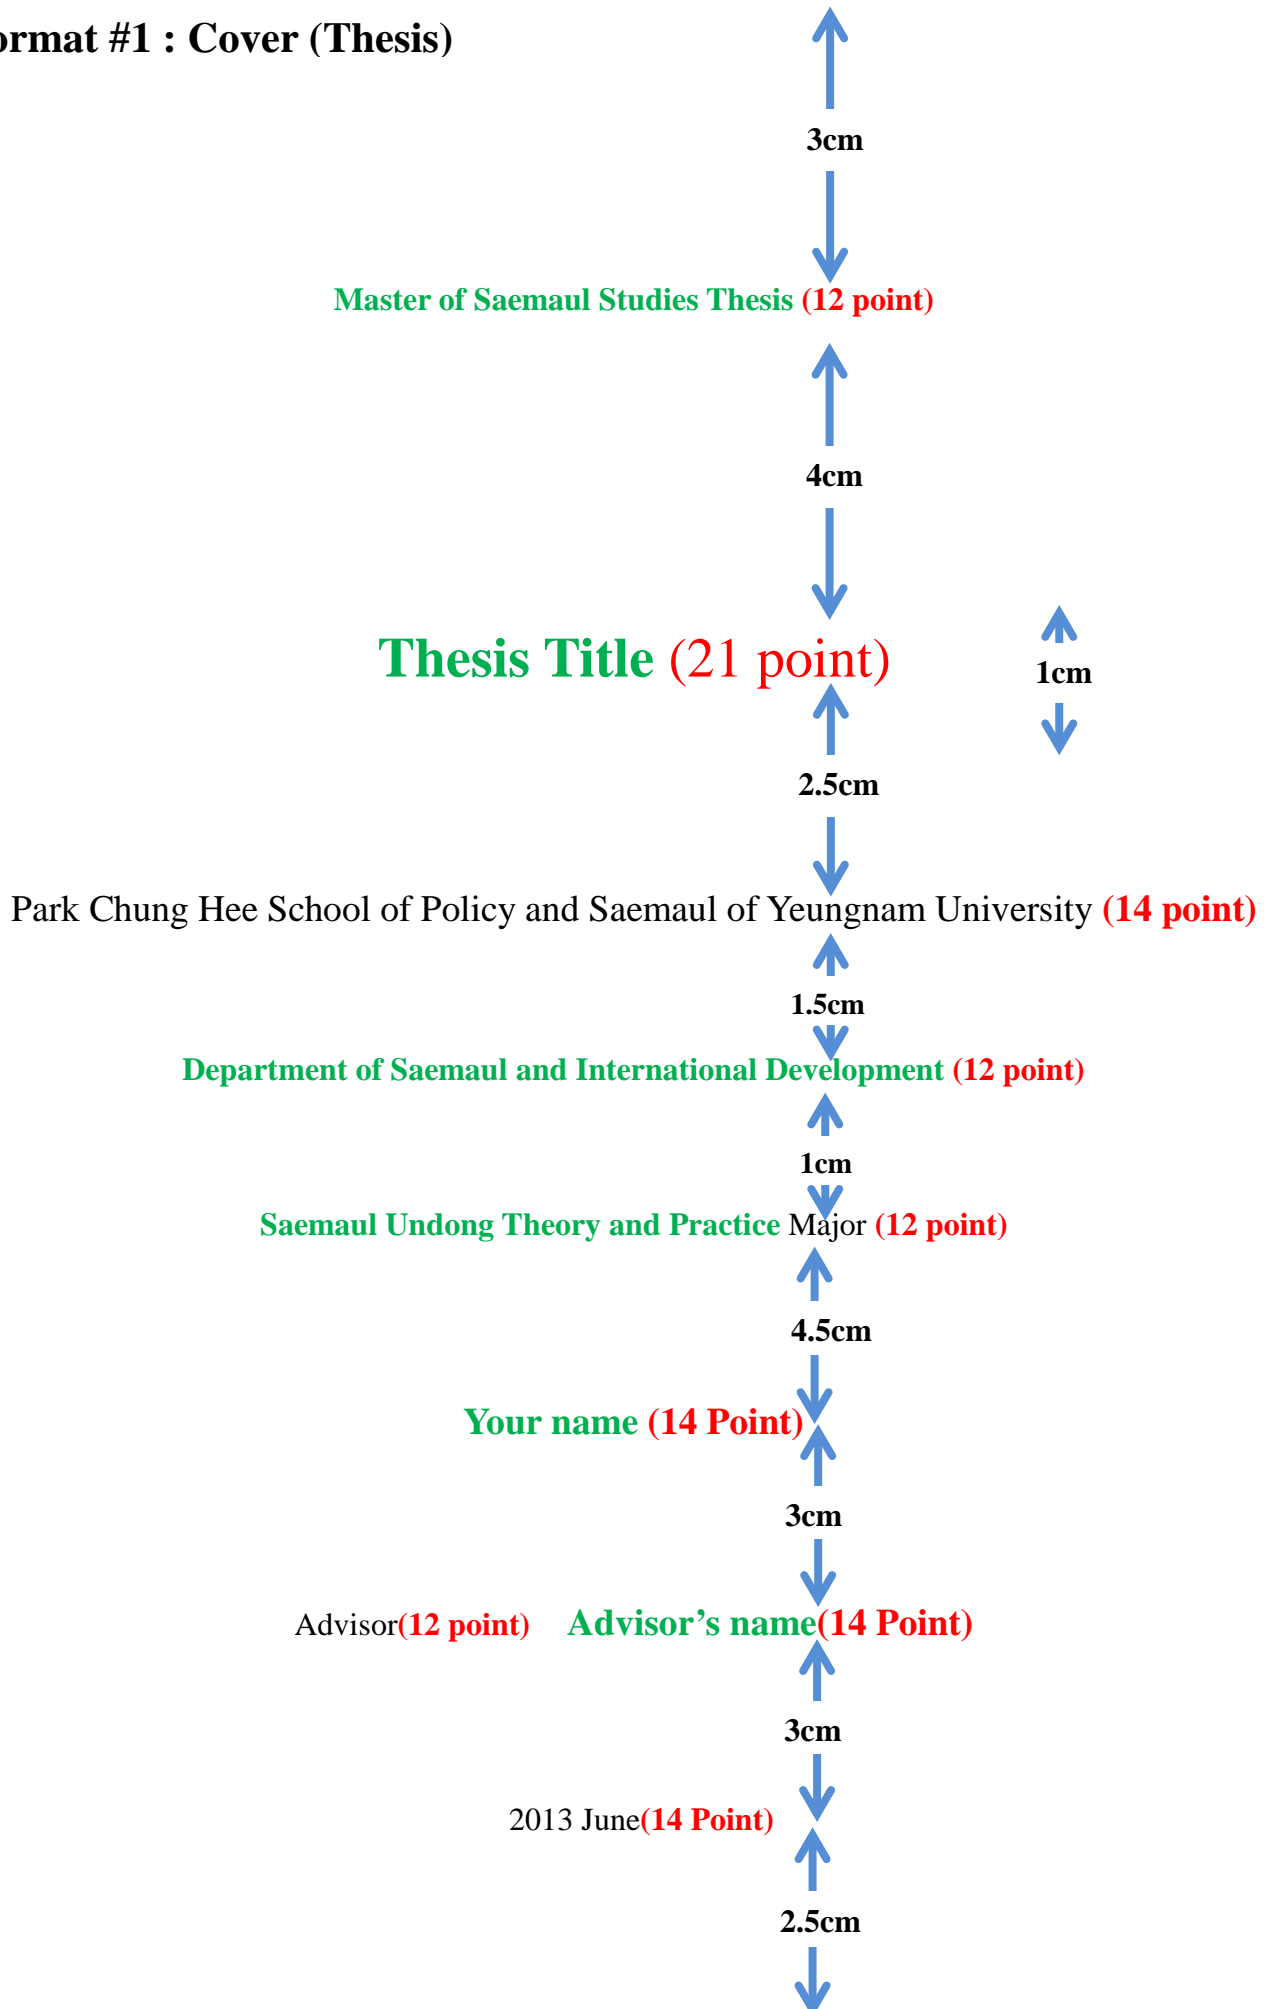 ormat #1 : Cover (Thesis)
3cm
Master of Saemaul Studies Thesis (12 point)
4cm
Thesis Title (21 point)
1cm
2.5cm
Park Chung Hee School of Policy and Saemaul of Yeungnam University (14 point)
1.5cm
Department of Saemaul and International Development (12 point)
1cm
Saemaul Undong Theory and Practice Major (12 point)
4.5cm
Your name (14 Point)
3cm
Advisor(12 point) Advisor’s name(14 Point)
3cm
2013 June(14 Point)
2.5cm